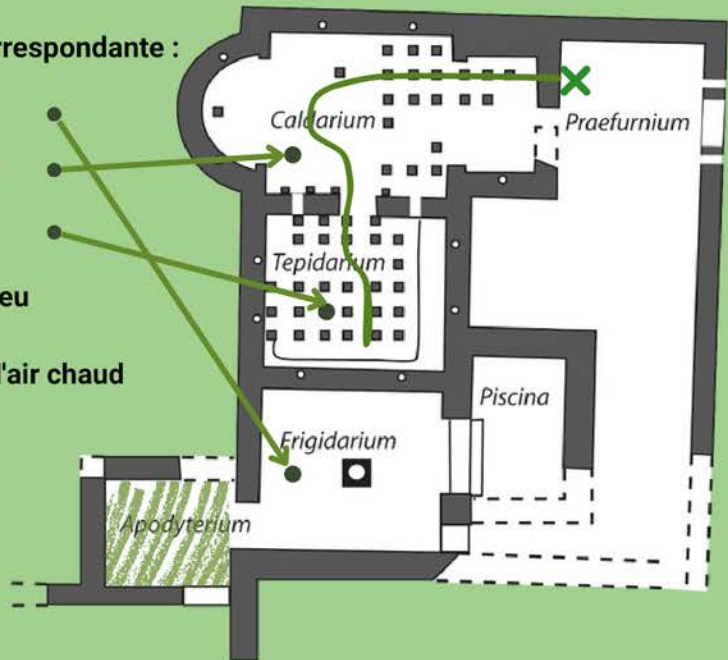 rrespondante :
Caldarium
Praefurnium
Tepidarium
eu
l'air chaud
Piscina
Frigidarium
Apodyterium